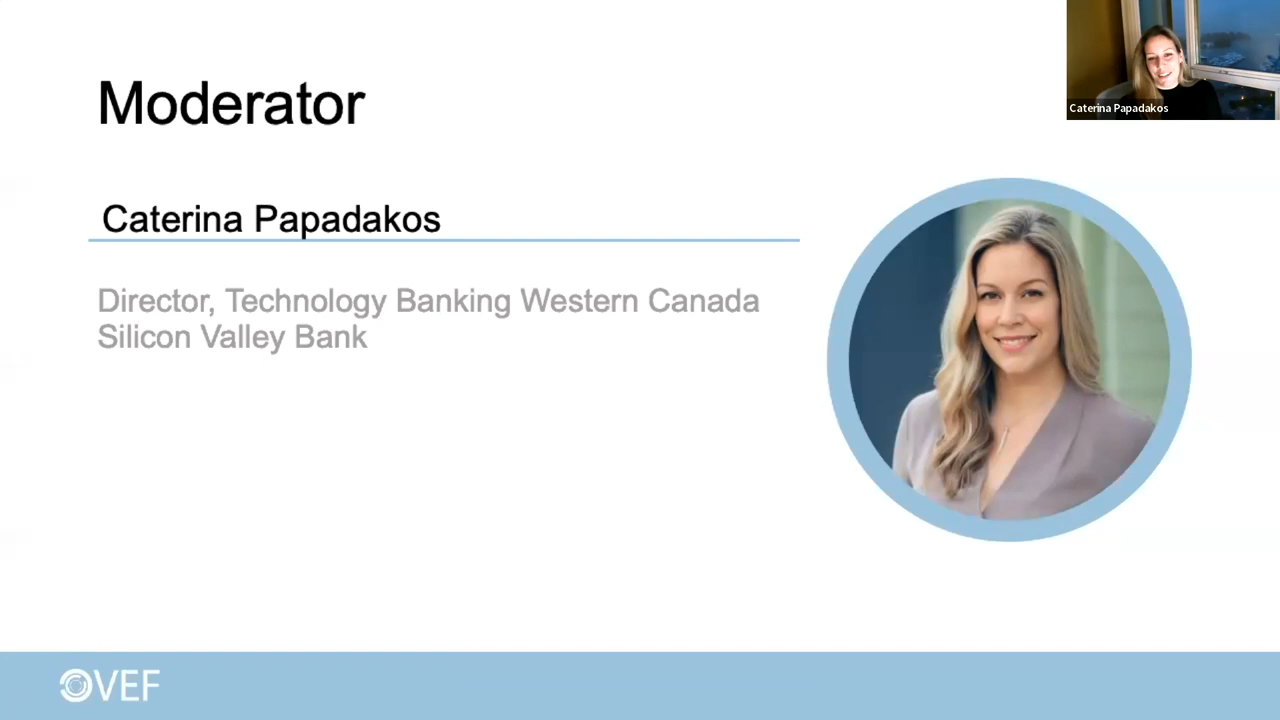 Moderator
Caterina Papadakos
Caterina Papadakos
Director, Technology Banking Western Canada
Silicon Valley Bank
VEF